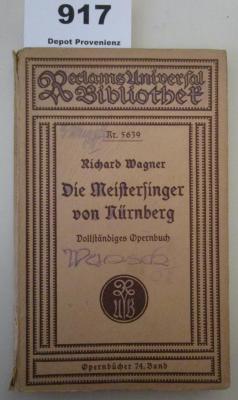 917
Depot Provenienz
Reclams Universal
Bibliothek
Nr. 5639
Richard Wagner
Die Meistersinger
von Nürnberg
Vollständiges Opernbuch
UB
Opernbücher 74. Band